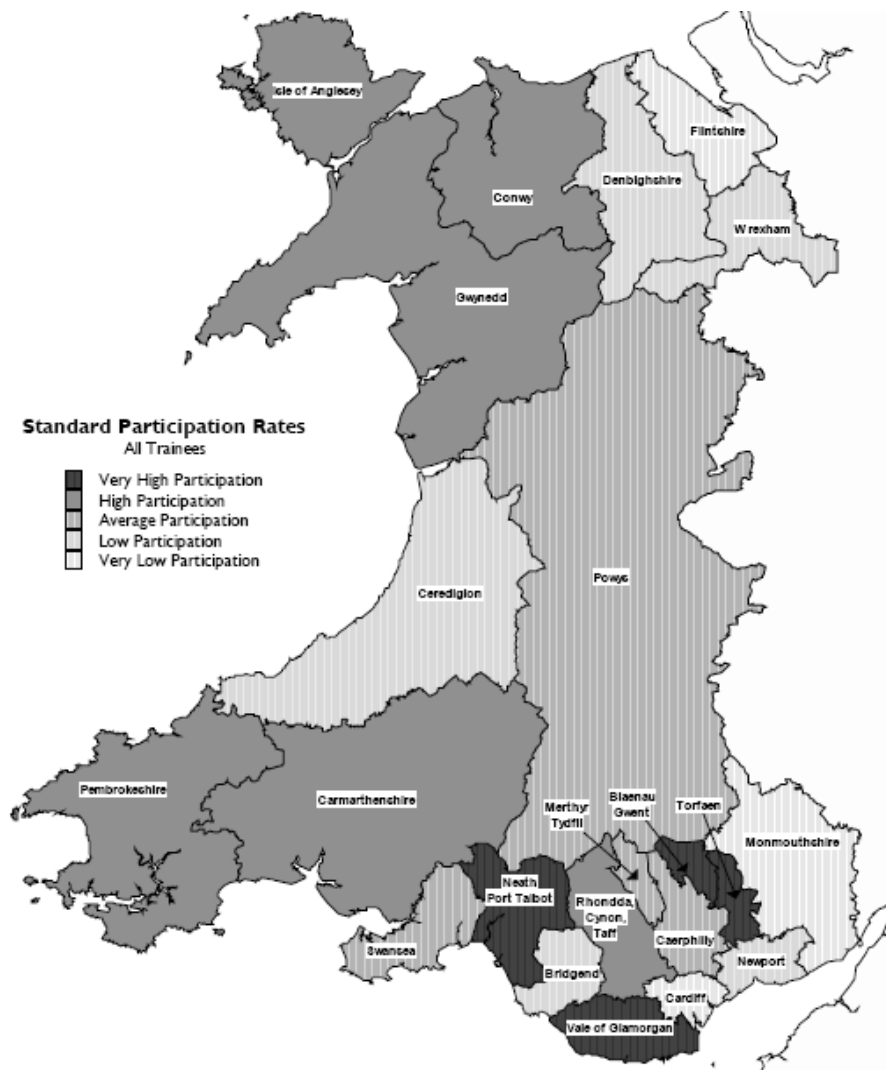 Isle of Anglesey
Flintshire
Denbighshire
Conwy
Wrexham
Gwynedd
Standard Participation Rates
All Trainees
Very High Participation
High Participation
Average Participation
Low Participation
Very Low Participation
Powys
Ceredigion
Pembrokeshire
Carmarthenshire
Merthyr
Tydfil
Blaenau
Gwent
Torfaen
Monmouthshire
Neath
Port Talbot
Rhondda,
Cynon,
Taff
Caerphilly
Swansea
Newport
Bridgend
Cardiff
Vale of Glamorgan